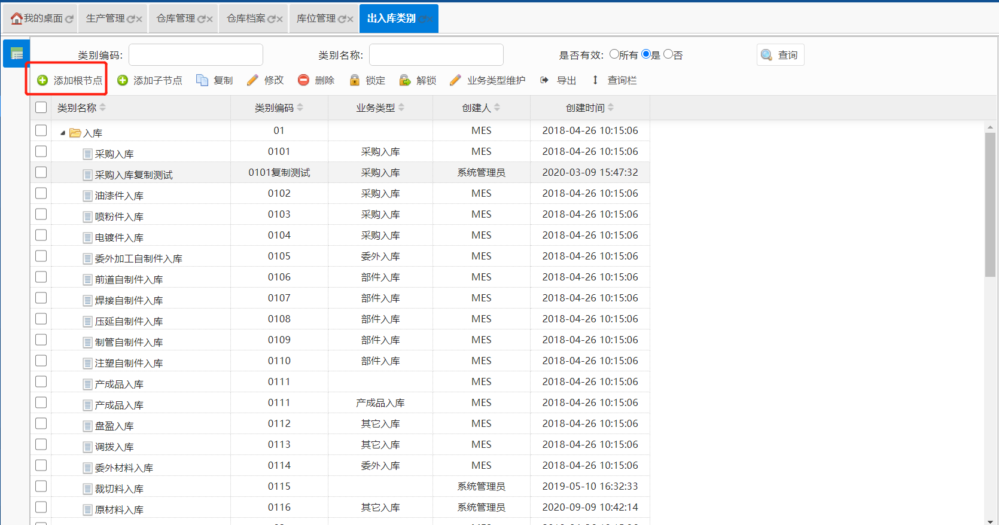 我的桌面 生产管理 仓库管理 仓库档案 库位管理 出入库类别
类别编码: 类别名称: 是否有效: 所有 是 否 查询
添加根节点 添加子节点 复制 修改 删除 锁定 解锁 业务类型维护 导出 查询栏
类别名称 类别编码 业务类型 创建人 创建时间
入库 01 MES 2018-04-26 10:15:06
采购入库 0101 采购入库 MES 2018-04-26 10:15:06
采购入库复制测试 0101复制测试 采购入库 系统管理员 2020-03-09 15:47:32
油漆件入库 0102 采购入库 MES 2018-04-26 10:15:06
喷粉件入库 0103 采购入库 MES 2018-04-26 10:15:06
电镀件入库 0104 采购入库 MES 2018-04-26 10:15:06
委外加工自制件入库 0105 委外入库 MES 2018-04-26 10:15:06
前道自制件入库 0106 部件入库 MES 2018-04-26 10:15:06
焊接自制件入库 0107 部件入库 MES 2018-04-26 10:15:06
压延自制件入库 0108 部件入库 MES 2018-04-26 10:15:06
制管自制件入库 0109 部件入库 MES 2018-04-26 10:15:06
注塑自制件入库 0110 部件入库 MES 2018-04-26 10:15:06
产成品入库 0111 MES 2018-04-26 10:15:06
产成品入库 0111 产成品入库 MES 2018-04-26 10:15:06
盘盈入库 0112 其它入库 MES 2018-04-26 10:15:06
调拨入库 0113 其它入库 MES 2018-04-26 10:15:06
委外材料入库 0114 委外入库 MES 2018-04-26 10:15:06
裁切料入库 0115 系统管理员 2019-05-10 16:32:33
原材料入库 0116 其它入库 系统管理员 2020-09-09 10:42:14